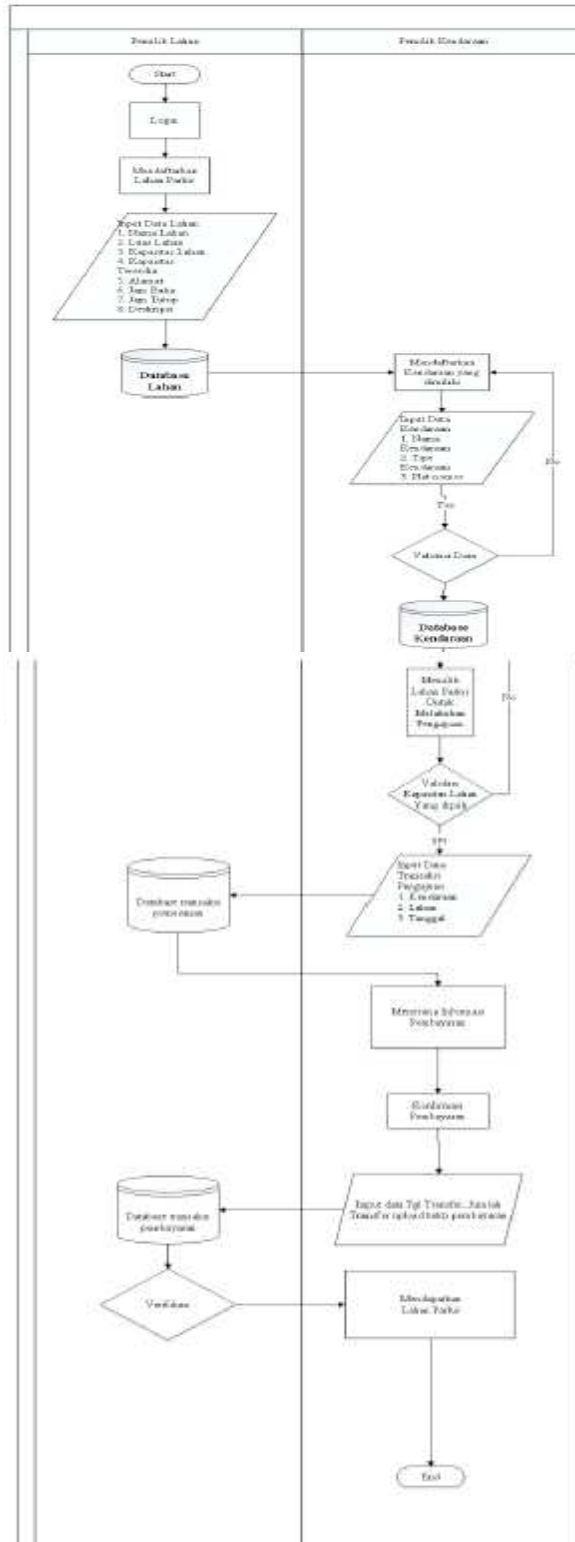 Pemilik Lahan
Pemilik Kendaraan
Start
Login
Mendaftarkan
Lahan Parkir
Input Data Lahan
1. Nama Lahan
2. Luas Lahan
3. Kapasitas Lahan
4. Kapasitas
Tersedia
5. Alamat
6. Jam Buka
7. Jam Tutup
8. Deskripsi
Database
Lahan
Mendaftarkan
Kendaraan yang
dimiliki
Input Data
Kendaraan
1. Nama
Kendaraan
2. Tipe
Kendaraan
3. Plat nomor
No
Yes
Validasi Data
Database
Kendaraan
Memilih
Lahan Parkir
Untuk
Melakukan
Pengajuan
No
Validasi
Kapasitas Lahan
Yang dipilih
yes
Input Data
Transaksi
Pengajuan
1. Kendaraan
2. Lahan
3. Tanggal
Database transaksi
pemesanan
Menerima Informasi
Pembayaran
Konfirmasi
Pembayaran
Input data Tgl Transfer, Jumlah
Transfer upload bukti pembayaran
Database transaksi
pembayaran
Verifikasi
Mendapatkan
Lahan Parkir
End